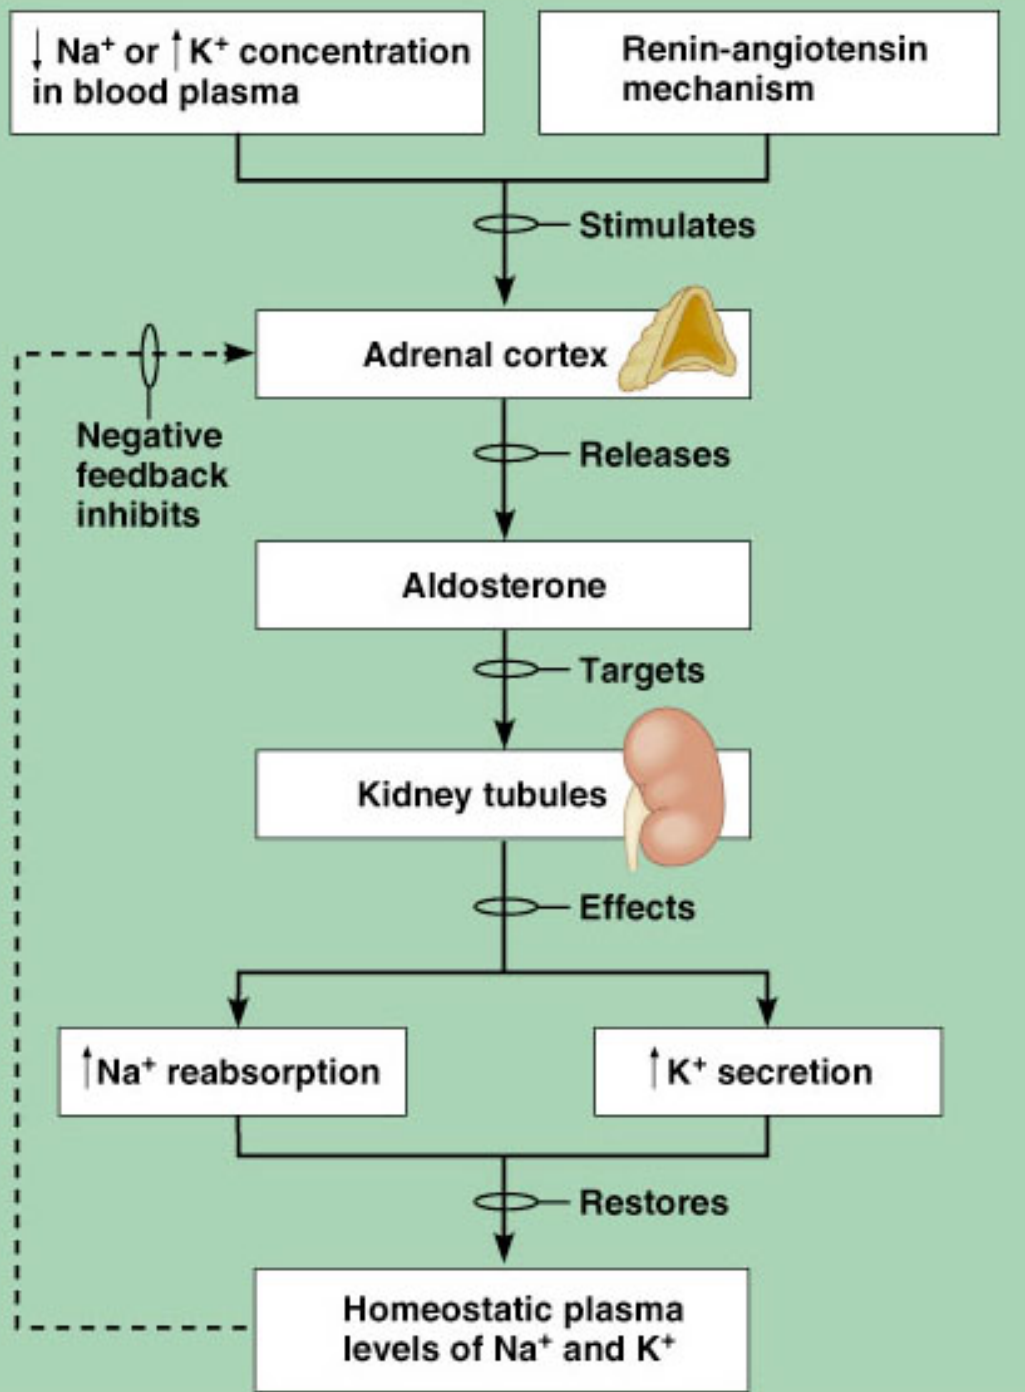 ↓ Na⁺ or ↑K⁺ concentration
in blood plasma
Renin-angiotensin
mechanism
Stimulates
Adrenal cortex
Negative
feedback
inhibits
Releases
Aldosterone
Targets
Kidney tubules
Effects
↑Na⁺ reabsorption
↑K⁺ secretion
Restores
Homeostatic plasma
levels of Na⁺ and K⁺